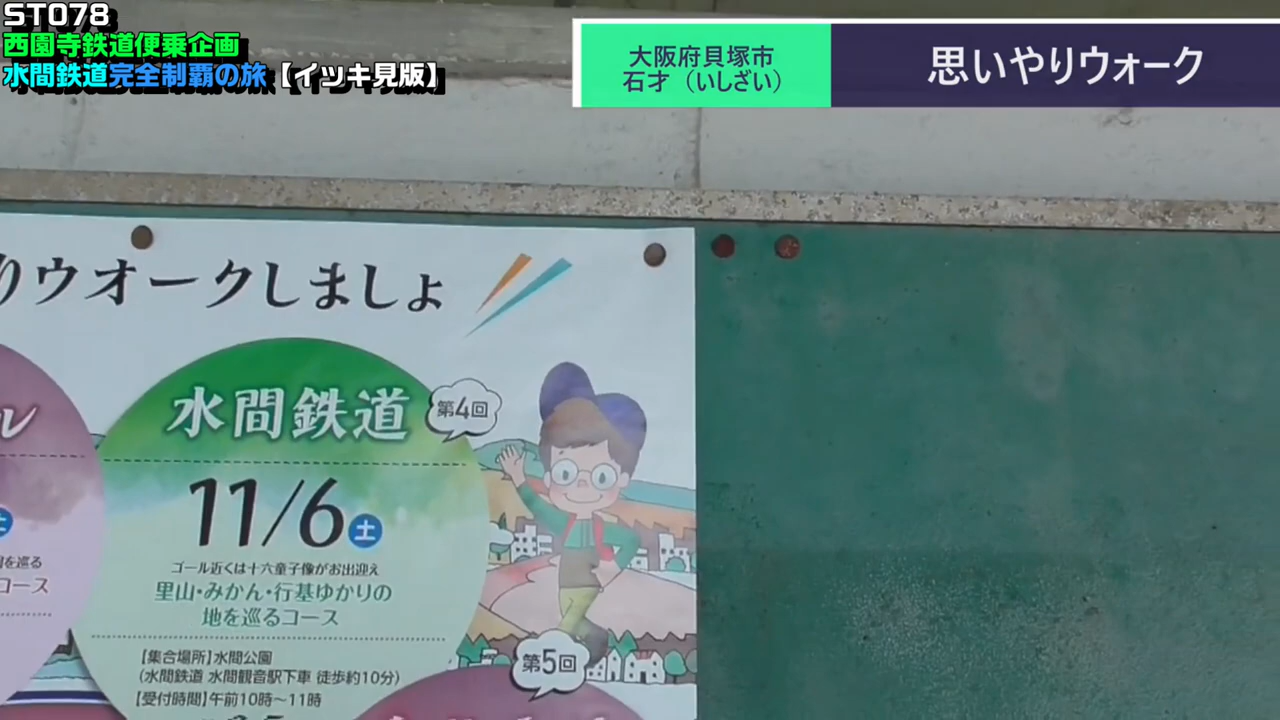 ST078
西園寺鉄道便乗企画
水間鉄道完全制覇の旅【イツキ見版】
大阪府貝塚市
石才（いしざい）
思いやりウォーク
りウオークしましょ
ル
水間鉄道
第4回
11/6土
土
ゴール近くは十六童子像がお出迎え
里山・みかん・行基ゆかりの
地を巡るコース
を巡る
コース
【集合場所】水間公園
(水間鉄道 水間観音駅下車 徒歩約10分)
【受付時間】午前10時〜11時
第5回